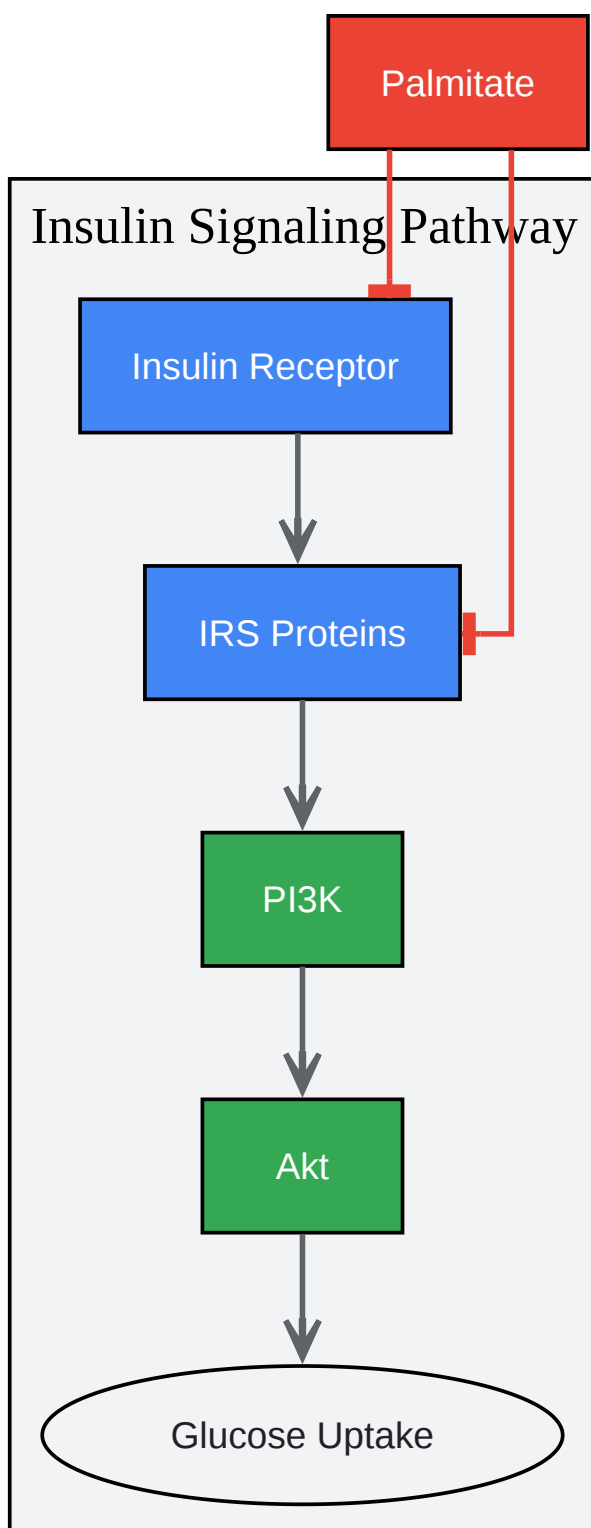 Palmitate
Insulin Signaling Pathway
Insulin Receptor
IRS Proteins
PI3K
Akt
Glucose Uptake